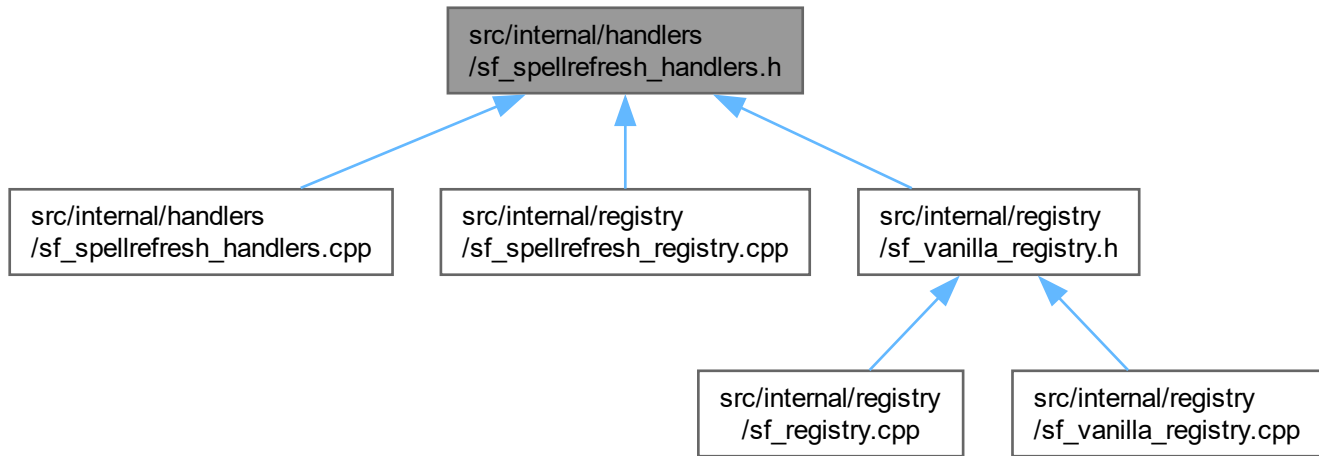 src/internal/handlers
/sf_spellrefresh_handlers.h
src/internal/handlers
/sf_spellrefresh_handlers.cpp
src/internal/registry
/sf_spellrefresh_registry.cpp
src/internal/registry
/sf_vanilla_registry.h
src/internal/registry
/sf_registry.cpp
src/internal/registry
/sf_vanilla_registry.cpp